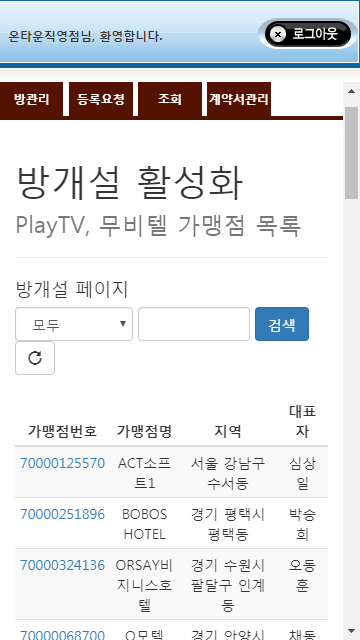 온타운직영점님, 환영합니다.
로그아웃
방관리 등록요청 조회 계약서관리
방개설 활성화
PlayTV, 무비텔 가맹점 목록
방개설 페이지
모두 검색
대표
가맹점번호 가맹점명 지역 자
70000125570 ACT소프 서울 강남구 심상
트1 수서동 일
70000251896 BOBOS 경기 평택시 박승
HOTEL 평택동 희
70000324136 ORSAY비 경기 수원시 오동
지니스호 팔달구 인계 훈
텔 동
70000068700 O모텔 경기 안양시 채동